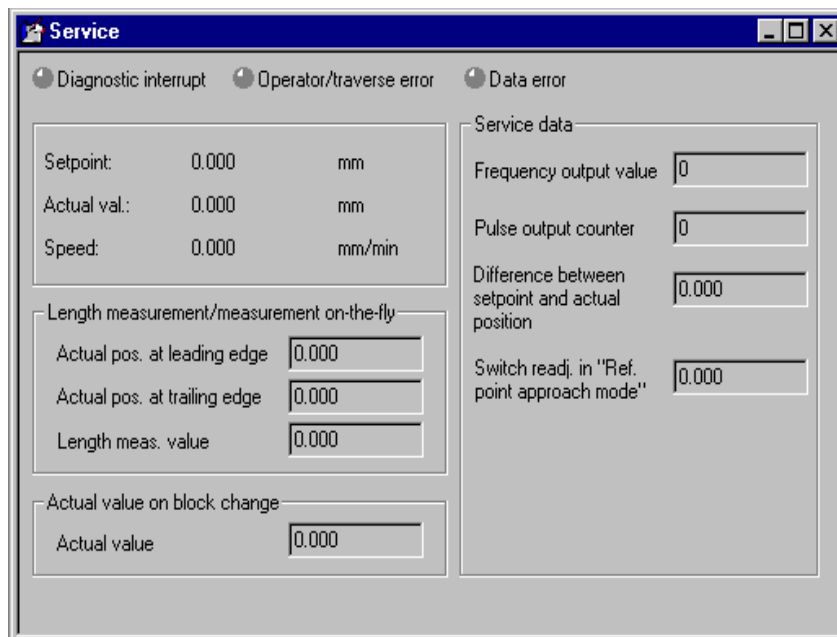 Service
Diagnostic interrupt Operator/traverse error Data error
Setpoint: 0.000 mm
Actual val.: 0.000 mm
Speed: 0.000 mm/min
Length measurement/measurement on-the-fly
Actual pos. at leading edge 0.000
Actual pos. at trailing edge 0.000
Length meas. value 0.000
Actual value on block change
Actual value 0.000
Service data
Frequency output value 0
Pulse output counter 0
Difference between
setpoint and actual 0.000
position
Switch readj. in "Ref.
point approach mode" 0.000